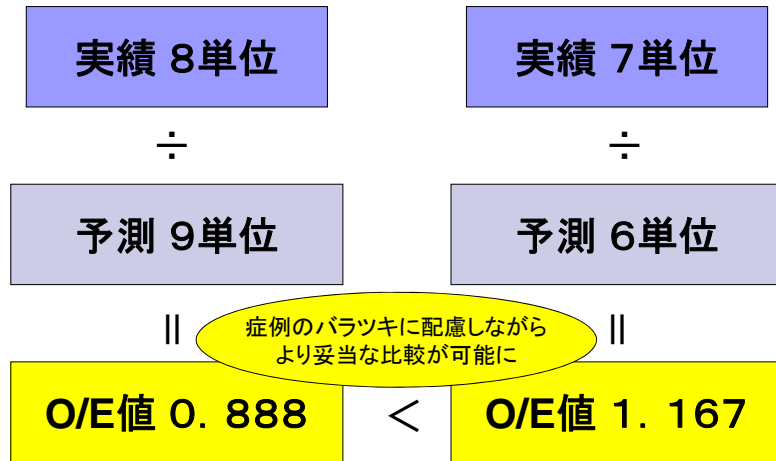 実績 8単位
実績 7単位
÷
÷
予測 9単位
予測 6単位
=
症例のバラツキに配慮しながら
より妥当な比較が可能に
=
O/E値 0. 888
<
O/E値 1. 167